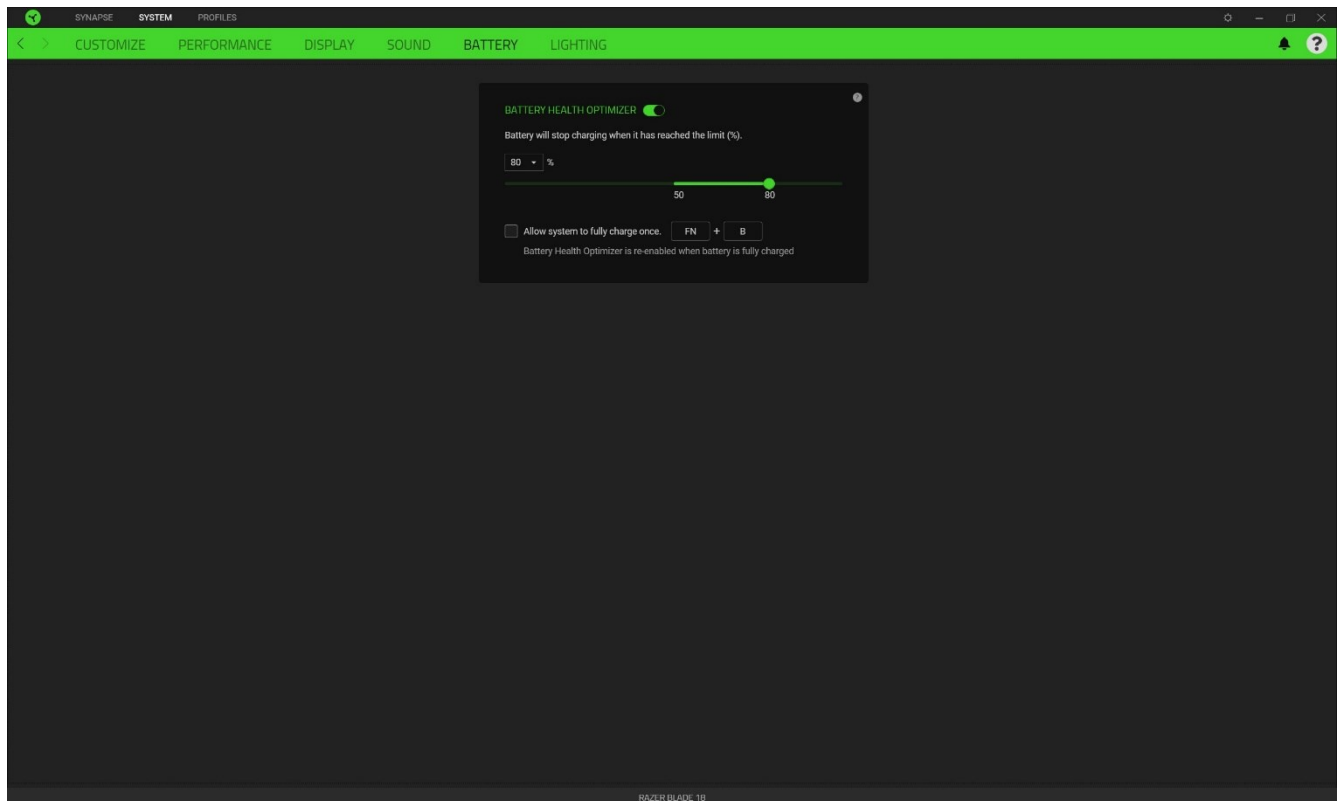 SYNAPSE SYSTEM PROFILES
CUSTOMIZE PERFORMANCE DISPLAY SOUND BATTERY LIGHTING ?
BATTERY HEALTH OPTIMIZER ?
Battery will stop charging when it has reached the limit (%).
80 %
50 80
Allow system to fully charge once. FN + B
Battery Health Optimizer is re-enabled when battery is fully charged
RAZER BLADE 18